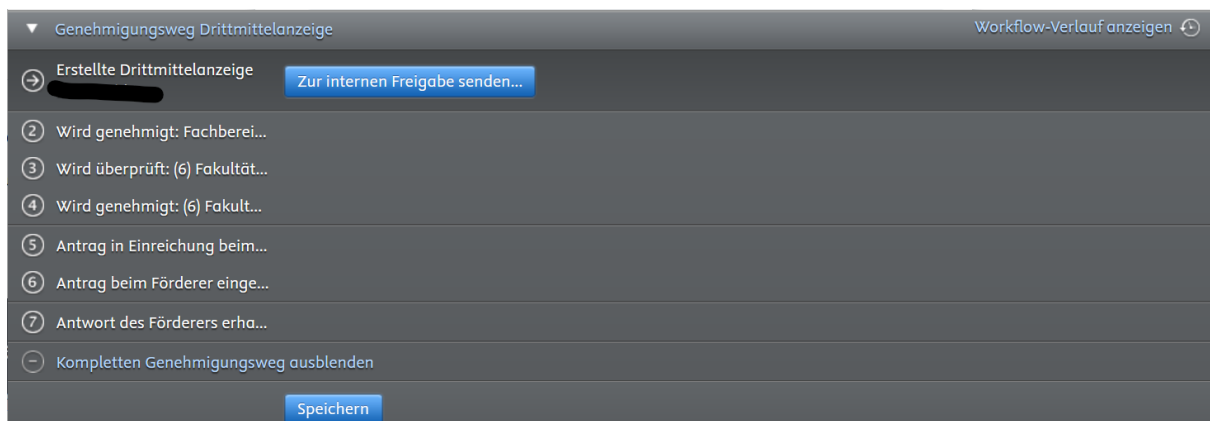 Genehmigungsweg Drittmittelanzeige
Workflow-Verlauf anzeigen
Erstellte Drittmittelanzeige
Zur internen Freigabe senden...
2 Wird genehmigt: Fachberei...
3 Wird überprüft: (6) Fakultät...
4 Wird genehmigt: (6) Fakult...
5 Antrag in Einreichung beim...
6 Antrag beim Förderer einge...
7 Antwort des Förderers erha...
Kompletten Genehmigungsweg ausblenden
Speichern